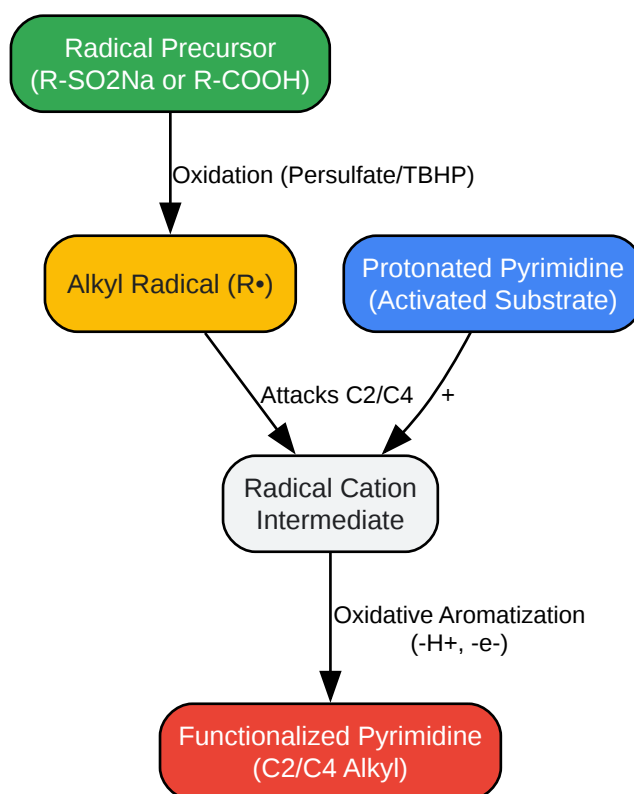 Radical Precursor
(R-SO2Na or R-COOH)
Oxidation (Persulfate/TBHP)
Alkyl Radical (R•)
Protonated Pyrimidine
(Activated Substrate)
Attacks C2/C4
+
Radical Cation
Intermediate
Oxidative Aromatization
(-H+, -e-)
Functionalized Pyrimidine
(C2/C4 Alkyl)